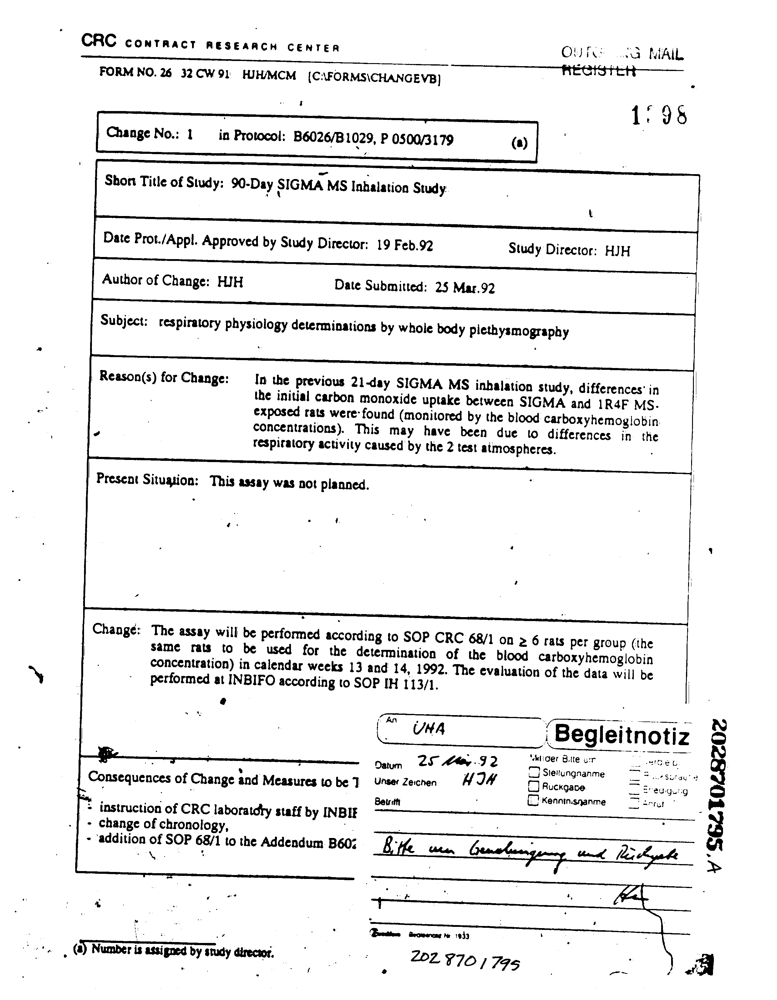 CRC CONTRACT RESEARCH CENTER
MAIL
REGISTER
FORM NO. 26 32 CW 91 HJH/MCM [C:\FORMS\CHANGEVB]
Change No.: 1 in Protocol: B6026/B1029, P 0500/3179 (a)
Short Title of Study: 90-Day SIGMA MS Inhalation Study
Date Prot./Appl. Approved by Study Director: 19 Feb.92 Study Director: HJH
Author of Change: HJH Date Submitted: 25 Mar.92
Subject: respiratory physiology determinations by whole body plethysmography
Reason(s) for Change: In the previous 21-day SIGMA MS inhalation study, differences in
the initial carbon monoxide uptake between SIGMA and 1R4F MS-
exposed rats were found (monitored by the blood carboxyhemoglobin
concentrations). This may have been due to differences in the
respiratory activity caused by the 2 test atmospheres.
Present Situation: This assay was not planned.
Change: The assay will be performed according to SOP CRC 68/1 on ≥ 6 rats per group (the
same rats to be used for the determination of the blood carboxyhemoglobin
concentration) in calendar weeks 13 and 14, 1992. The evaluation of the data will be
performed at INBIFO according to SOP IH 113/1.
An UHA Begleitnotiz
Datum 25 92 Mit der Bitte um
Unser Zeichen HJH Stellungnahme
Rückgabe
Betrifft Kenntnisnahme
Anruf
Consequences of Change and Measures to be T
- instruction of CRC laboratory staff by INBIF
- change of chronology,
- addition of SOP 68/1 to the Addendum B602
Bitte um Genehmigung und Rückgabe
(a) Number is assigned by study director.
2028701795
2028701795.A